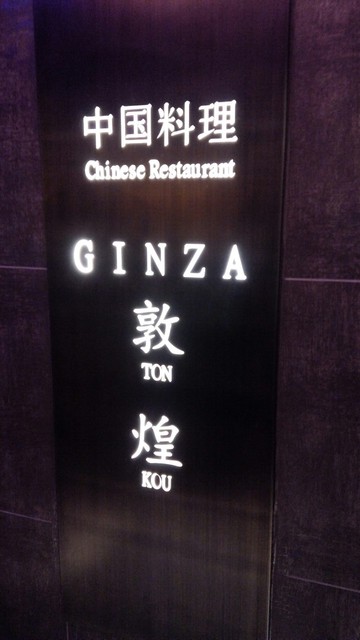 中国料理
Chinese Restaurant
GINZA
敦
TON
煌
KOU